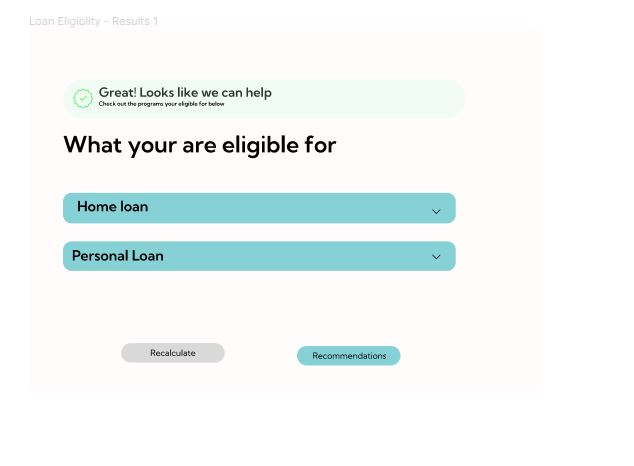 Loan Eligiblity - Results 1
Great! Looks like we can help
Check out the programs your eligible for below
What your are eligible for
Home loan
Personal Loan
Recalculate
Recommendations